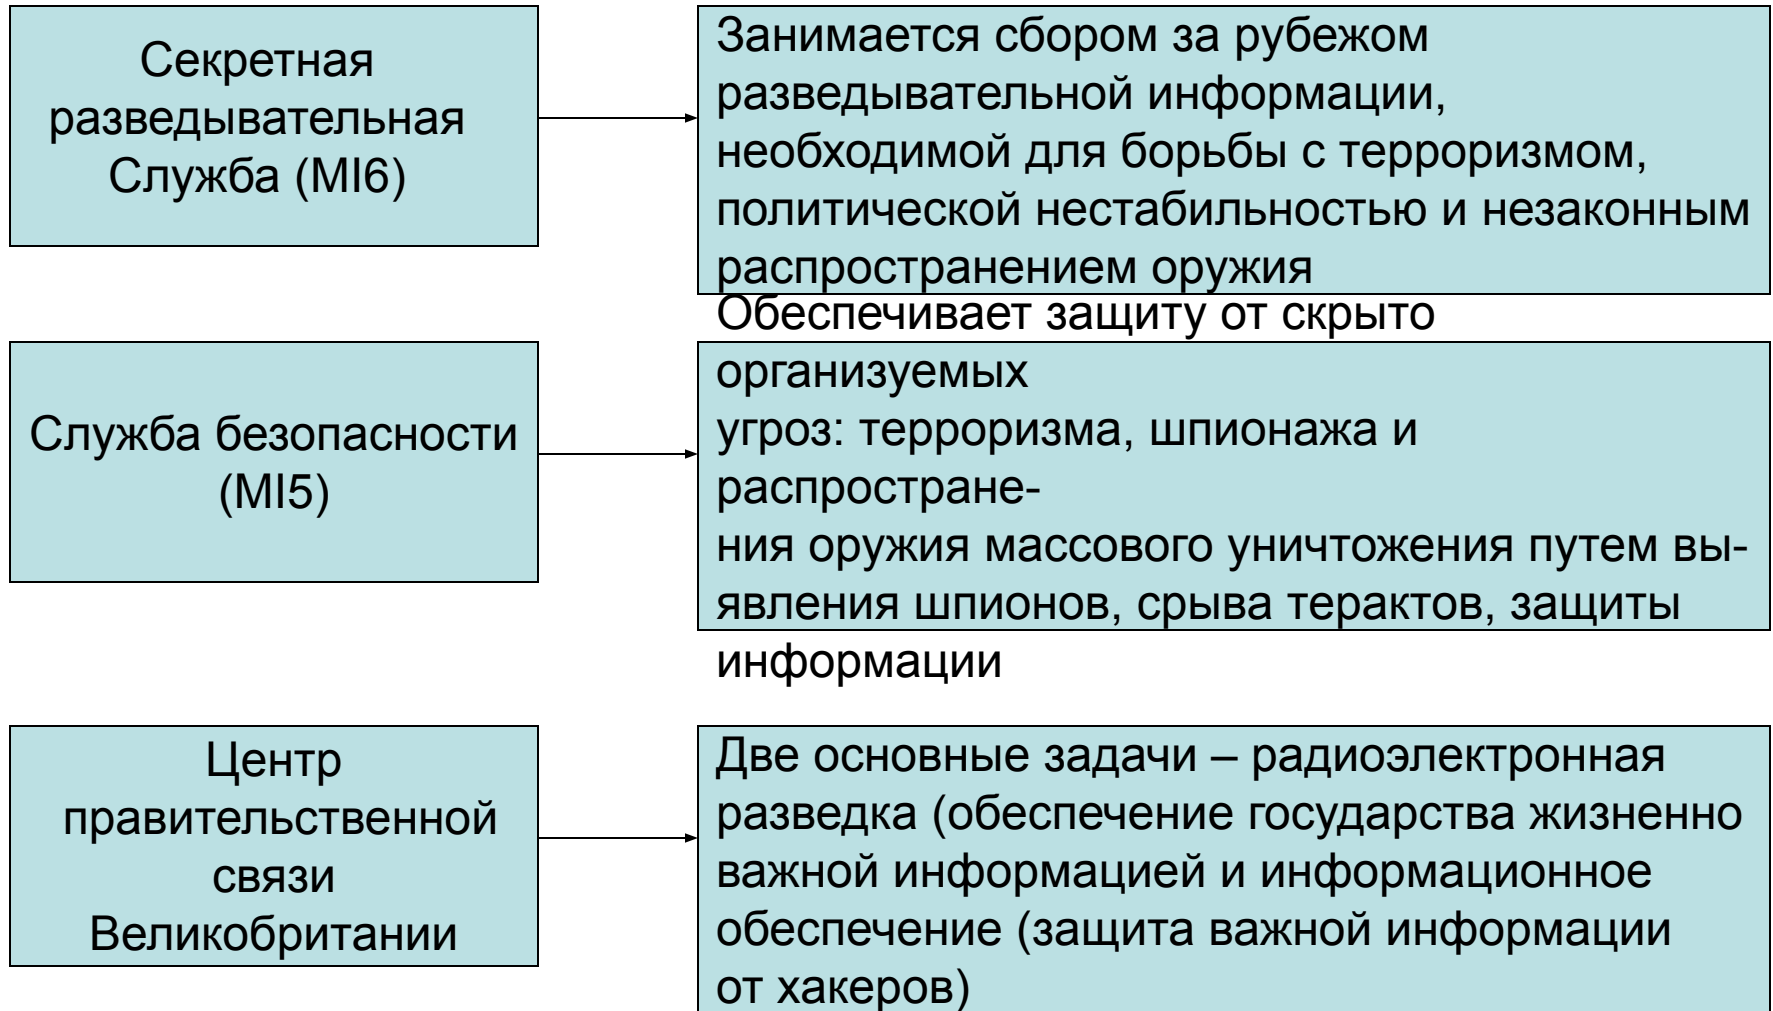 Секретная
разведывательная
Служба (MI6)
Занимается сбором за рубежом
разведывательной информации,
необходимой для борьбы с терроризмом,
политической нестабильностью и незаконным
распространением оружия
Служба безопасности
(MI5)
Обеспечивает защиту от скрыто
организуемых
угроз: терроризма, шпионажа и
распростране-
ния оружия массового уничтожения путем вы-
явления шпионов, срыва терактов, защиты
информации
Центр
правительственной
связи
Великобритании
Две основные задачи – радиоэлектронная
разведка (обеспечение государства жизненно
важной информацией и информационное
обеспечение (защита важной информации
от хакеров)